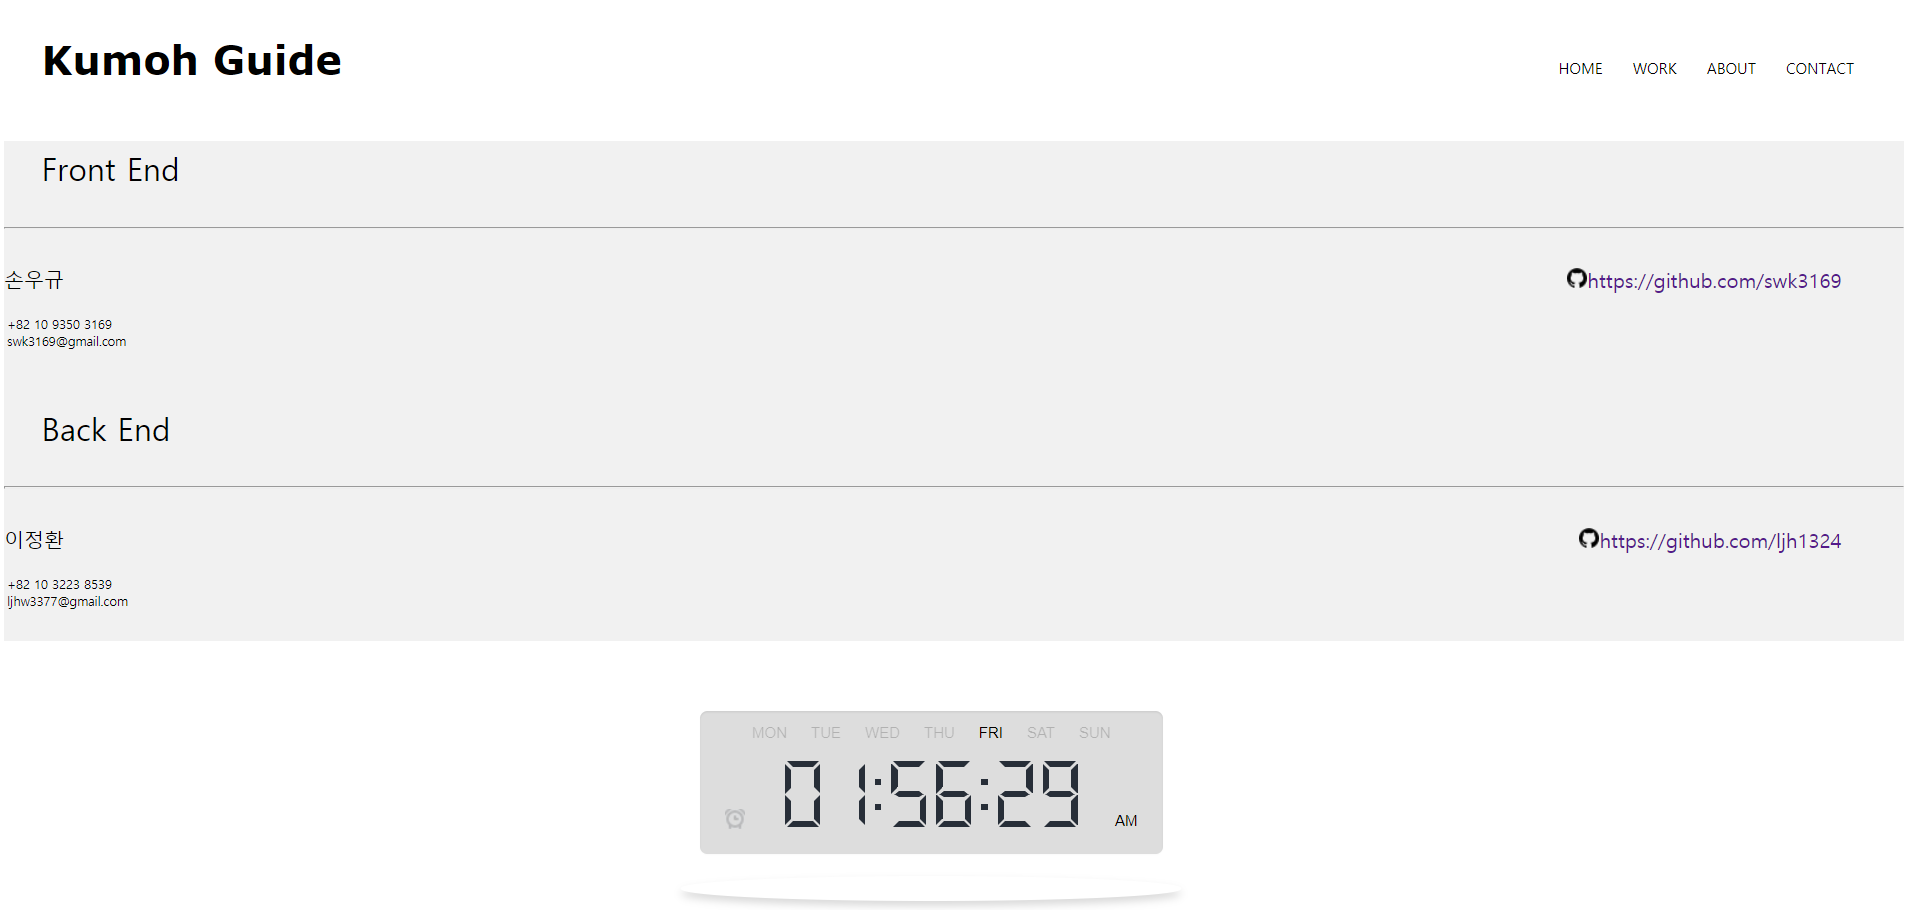 Kumoh Guide
HOME WORK ABOUT CONTACT
Front End
손우규
https://github.com/swk3169
+82 10 9350 3169
swk3169@gmail.com
Back End
이정환
https://github.com/ljh1324
+82 10 3223 8539
ljhw3377@gmail.com
MON TUE WED THU FRI SAT SUN
01:56:29 AM